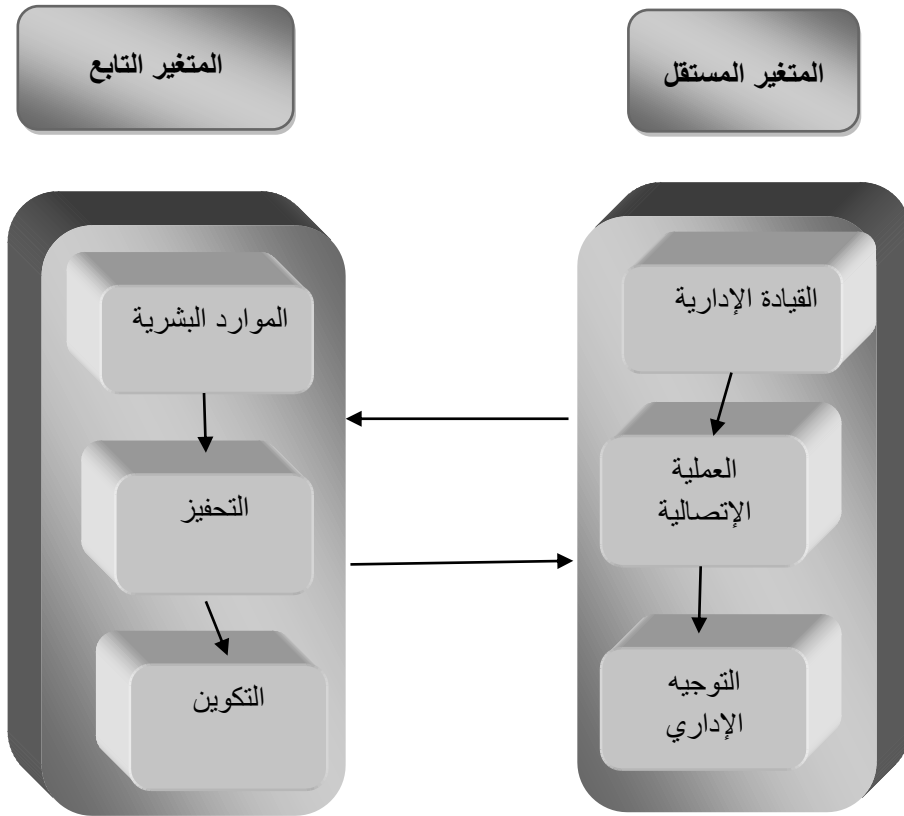 المتغير المستقل
المتغير التابع
القيادة الإدارية
العملية
الإتصالية
التوجيه
الإداري
الموارد البشرية
التحفيز
التكوين